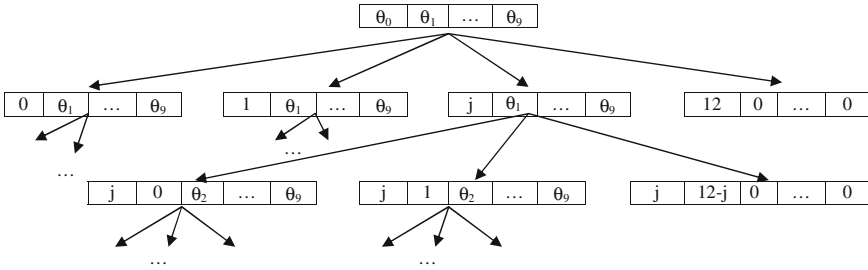 θ₀ θ₁ … θ₉
0 θ₁ … θ₉ 1 θ₁ … θ₉ j θ₁ … θ₉ 12 0 … 0
…
…
j 0 θ₂ … θ₉ j 1 θ₂ … θ₉ j 12-j 0 … 0
… …